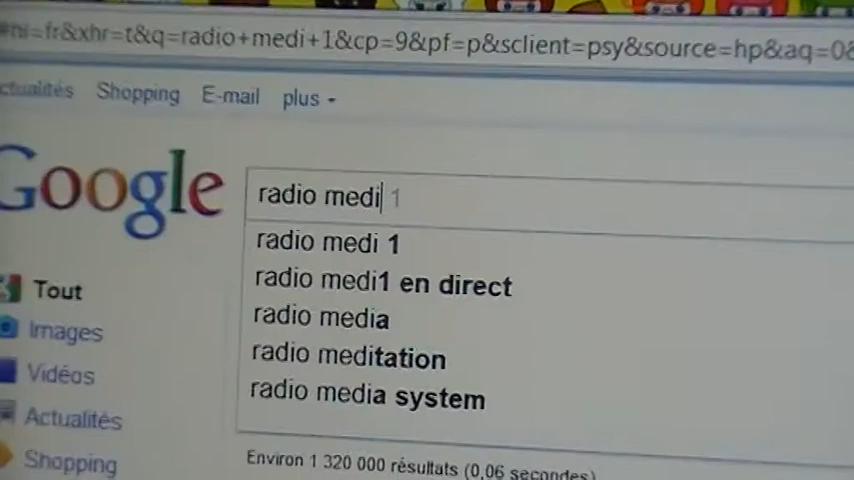 #hl=fr&xhr=t&q=radio+medi+1&cp=9&pf=p&sclient=psy&source=hp&aq=0&
ctualités Shopping E-mail plus
Google
radio medi 1
radio medi 1
radio medi1 en direct
radio media
radio meditation
radio media system
Tout
Images
Vidéos
Actualités
Shopping
Environ 1 320 000 résultats (0,06 secondes)